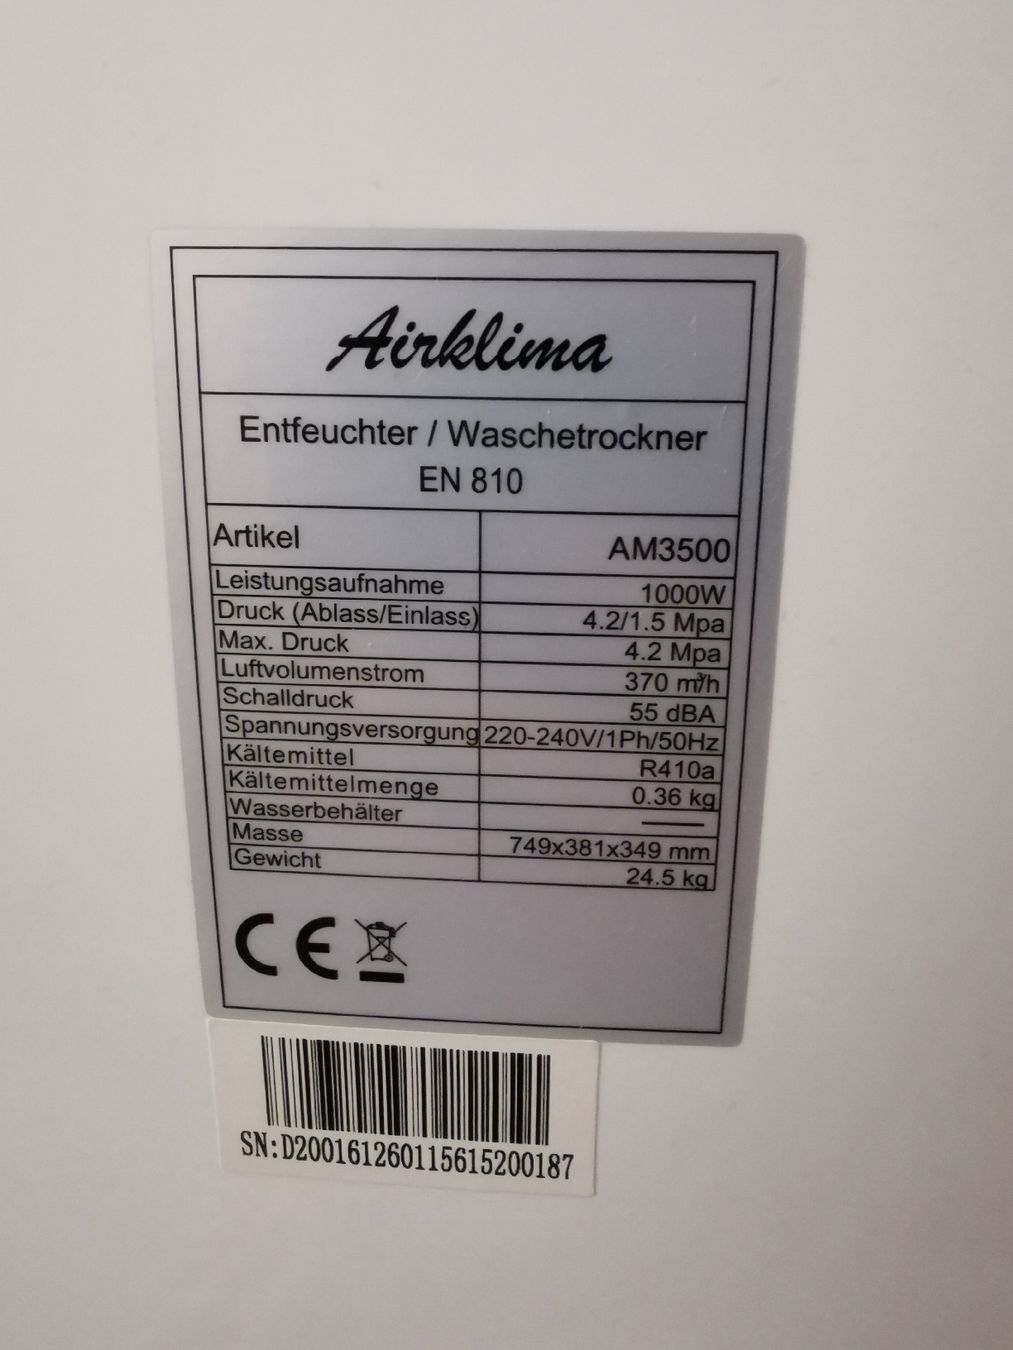 Airklima
Entfeuchter / Waschetrockner
EN 810
Artikel AM3500
Leistungsaufnahme 1000W
Druck (Ablass/Einlass) 4.2/1.5 Mpa
Max. Druck 4.2 Mpa
Luftvolumenstrom 370 m³/h
Schalldruck 55 dBA
Spannungsversorgung 220-240V/1Ph/50Hz
Kältemittel R410a
Kältemittelmenge 0.36 kg
Wasserbehälter —
Masse 749x381x349 mm
Gewicht 24.5 kg
CE
SN:D200161260115615200187